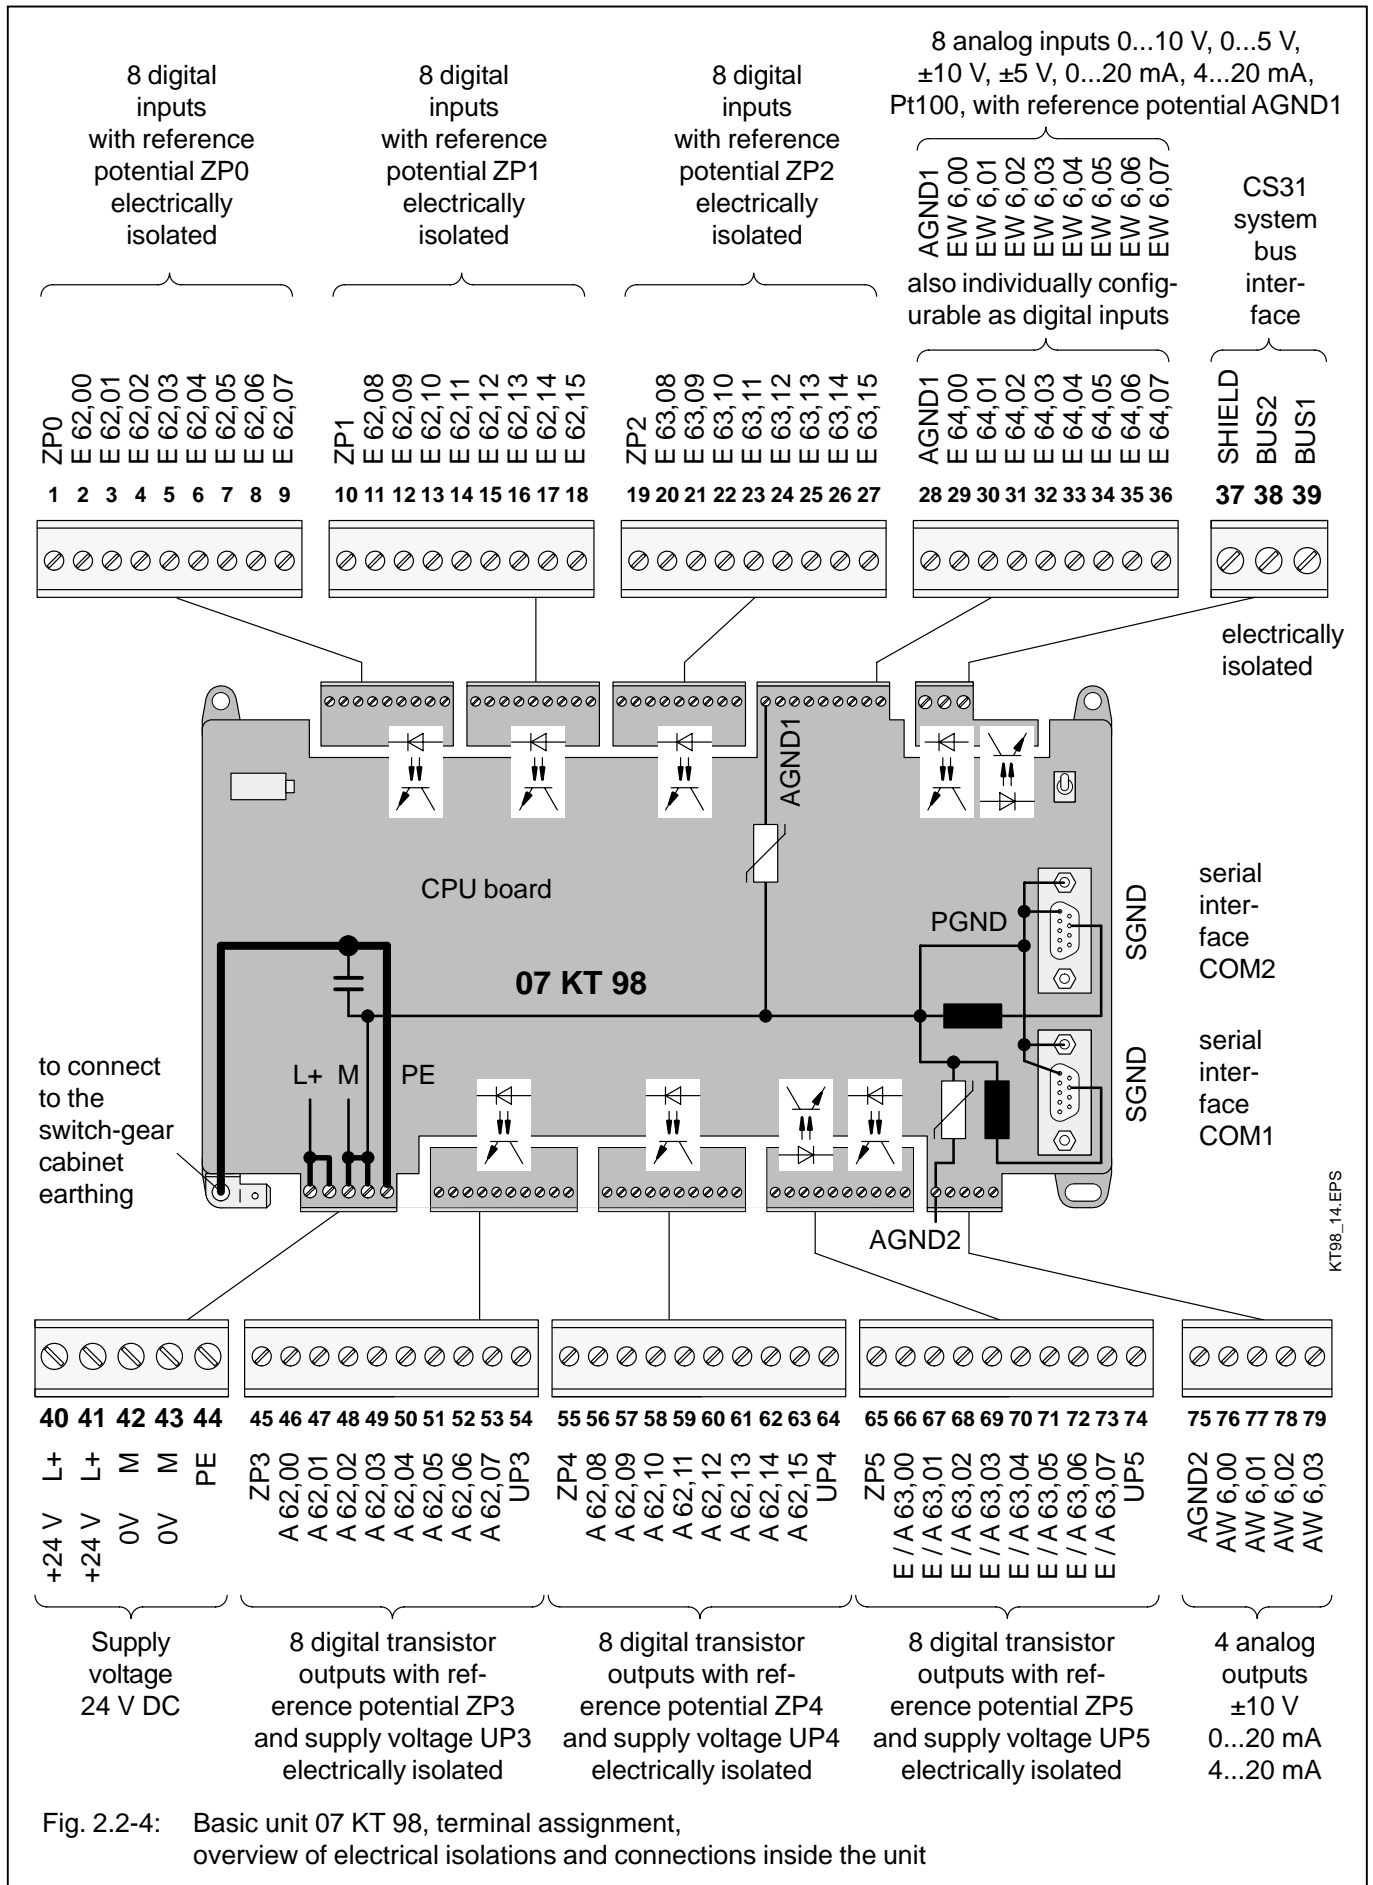 8 digital
inputs
with reference
potential ZP0
electrically
isolated
8 digital
inputs
with reference
potential ZP1
electrically
isolated
8 digital
inputs
with reference
potential ZP2
electrically
isolated
8 analog inputs 0...10 V, 0...5 V,
±10 V, ±5 V, 0...20 mA, 4...20 mA,
Pt100, with reference potential AGND1
AGND1
EW 6,00
EW 6,01
EW 6,02
EW 6,03
EW 6,04
EW 6,05
EW 6,06
EW 6,07
also individually config-
urable as digital inputs
CS31
system
bus
inter-
face
ZP0
E 62,00
E 62,01
E 62,02
E 62,03
E 62,04
E 62,05
E 62,06
E 62,07
ZP1
E 62,08
E 62,09
E 62,10
E 62,11
E 62,12
E 62,13
E 62,14
E 62,15
ZP2
E 63,08
E 63,09
E 63,10
E 63,11
E 63,12
E 63,13
E 63,14
E 63,15
AGND1
E 64,00
E 64,01
E 64,02
E 64,03
E 64,04
E 64,05
E 64,06
E 64,07
SHIELD
BUS2
BUS1
1 2 3 4 5 6 7 8 9
10 11 12 13 14 15 16 17 18
19 20 21 22 23 24 25 26 27
28 29 30 31 32 33 34 35 36
37 38 39
electrically
isolated
AGND1
CPU board
07 KT 98
PGND
SGND
serial
inter-
face
COM2
SGND
serial
inter-
face
COM1
to connect
to the
switch-gear
cabinet
earthing
L+ M PE
AGND2
KT98_14.EPS
40 41 42 43 44
45 46 47 48 49 50 51 52 53 54
55 56 57 58 59 60 61 62 63 64
65 66 67 68 69 70 71 72 73 74
75 76 77 78 79
+24 V L+
+24 V L+
0V M
0V M
PE
ZP3
A 62,00
A 62,01
A 62,02
A 62,03
A 62,04
A 62,05
A 62,06
A 62,07
UP3
ZP4
A 62,08
A 62,09
A 62,10
A 62,11
A 62,12
A 62,13
A 62,14
A 62,15
UP4
ZP5
E / A 63,00
E / A 63,01
E / A 63,02
E / A 63,03
E / A 63,04
E / A 63,05
E / A 63,06
E / A 63,07
UP5
AGND2
AW 6,00
AW 6,01
AW 6,02
AW 6,03
Supply
voltage
24 V DC
8 digital transistor
outputs with ref-
erence potential ZP3
and supply voltage UP3
electrically isolated
8 digital transistor
outputs with ref-
erence potential ZP4
and supply voltage UP4
electrically isolated
8 digital transistor
outputs with ref-
erence potential ZP5
and supply voltage UP5
electrically isolated
4 analog
outputs
±10 V
0...20 mA
4...20 mA
Fig. 2.2-4: Basic unit 07 KT 98, terminal assignment,
overview of electrical isolations and connections inside the unit